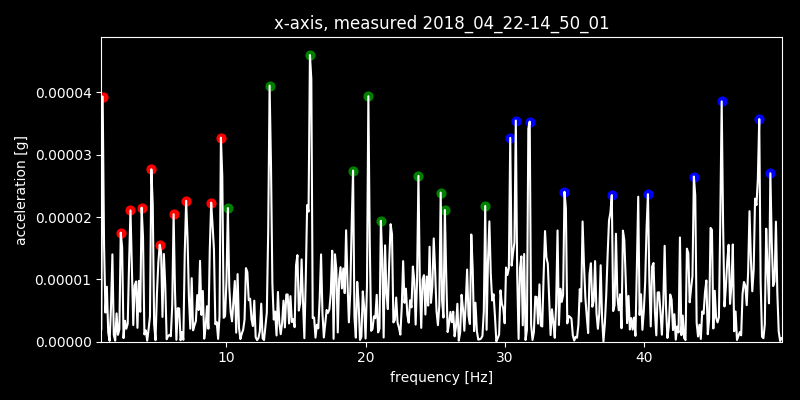 x-axis, measured 2018_04_22-14_50_01
0.00004
0.00003
0.00002
0.00001
0.00000
acceleration [g]
10 20 30 40
frequency [Hz]